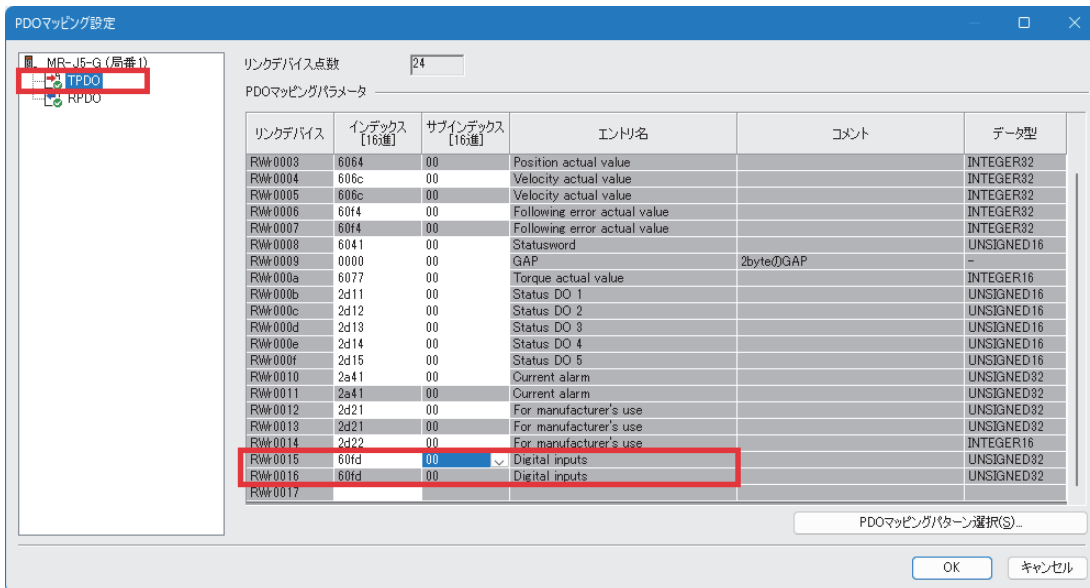 PDOマッピング設定
MR-J5-G (局番1)
TPDO
RPDO
リンクデバイス点数 24
PDOマッピングパラメータ
リンクデバイス インデックス [16進] サブインデックス [16進] エントリ名 コメント データ型
RWr0003 6064 00 Position actual value INTEGER32
RWr0004 606c 00 Velocity actual value INTEGER32
RWr0005 606c 00 Velocity actual value INTEGER32
RWr0006 60f4 00 Following error actual value INTEGER32
RWr0007 60f4 00 Following error actual value INTEGER32
RWr0008 6041 00 Statusword UNSIGNED16
RWr0009 0000 00 GAP 2byteのGAP -
RWr000a 6077 00 Torque actual value INTEGER16
RWr000b 2d11 00 Status DO 1 UNSIGNED16
RWr000c 2d12 00 Status DO 2 UNSIGNED16
RWr000d 2d13 00 Status DO 3 UNSIGNED16
RWr000e 2d14 00 Status DO 4 UNSIGNED16
RWr000f 2d15 00 Status DO 5 UNSIGNED16
RWr0010 2a41 00 Current alarm UNSIGNED32
RWr0011 2a41 00 Current alarm UNSIGNED32
RWr0012 2d21 00 For manufacturer's use UNSIGNED32
RWr0013 2d21 00 For manufacturer's use UNSIGNED32
RWr0014 2d22 00 For manufacturer's use INTEGER16
RWr0015 60fd 00 Digital inputs UNSIGNED32
RWr0016 60fd 00 Digital inputs UNSIGNED32
RWr0017
PDOマッピングパターン選択(S)...
OK キャンセル